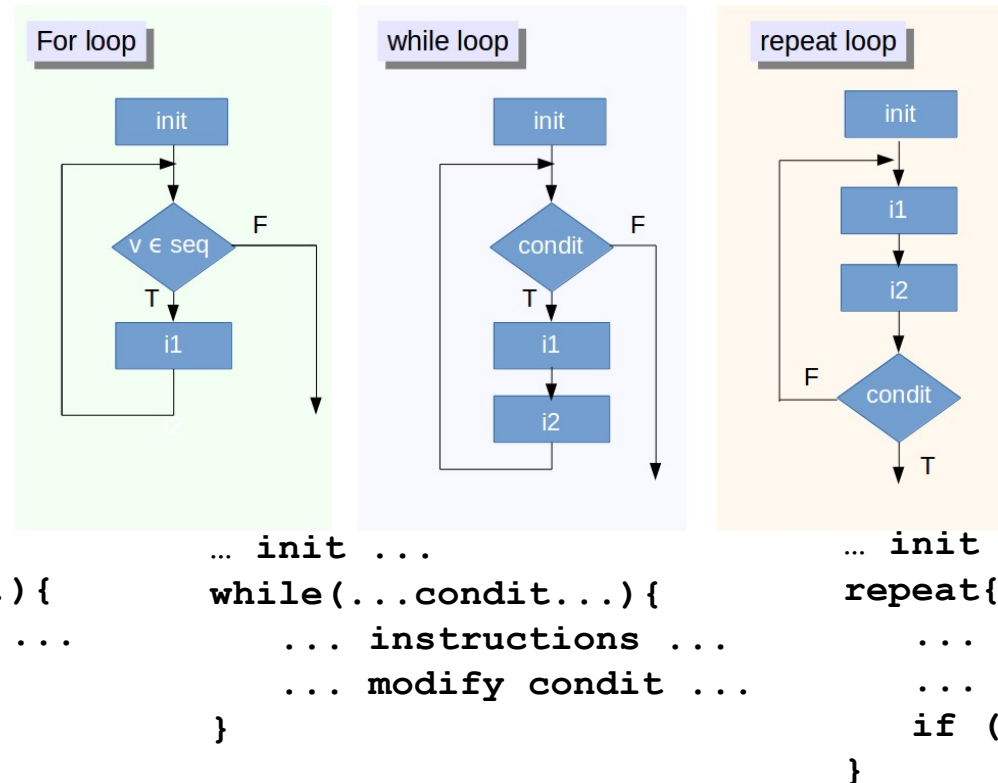 For loop
init
v ϵ seq
F
T
i1
while loop
init
condit
F
T
i1
i2
repeat loop
init
i1
i2
F
condit
T
.){
...
… init ...
while(...condit...){
... instructions ...
... modify condit ...
}
… init
repeat{
...
...
if (
}